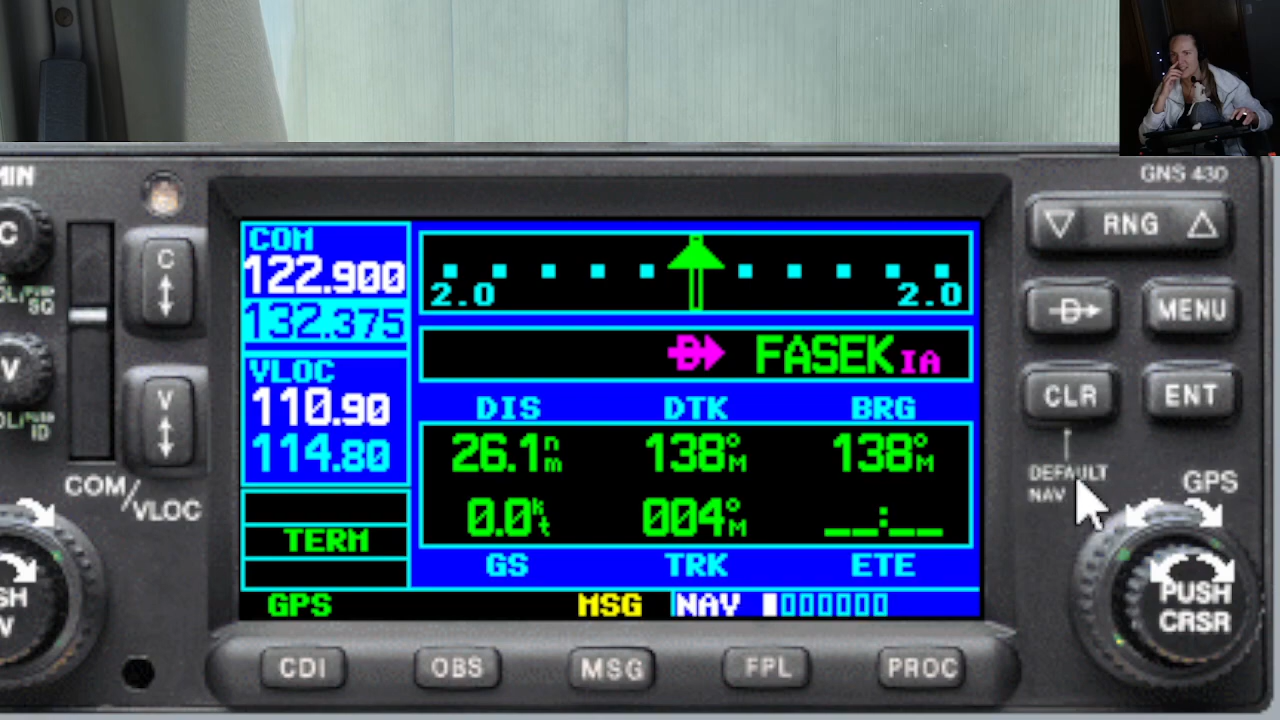 GNS 430
MIN
C
SQ
V
ID
COM/VLOC
C
V
COM
122.900
132.375
VLOC
110.90
114.80
TERM
GPS
2.0 2.0
FASEK IA
DIS DTK BRG
26.1nm 138°M 138°M
0.0kt 004°M __:__
GS TRK ETE
MSG NAV
RNG
D MENU
CLR ENT
DEFAULT NAV
GPS
PUSH
CRSR
CDI OBS MSG FPL PROC